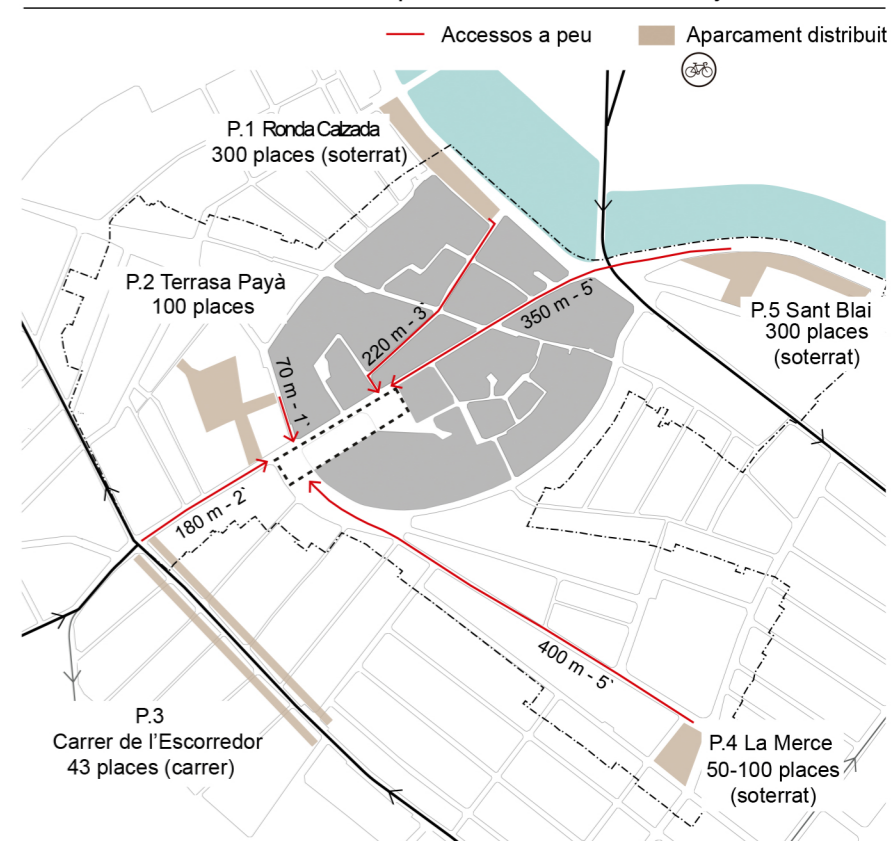 Accessos a peu
Aparcament distribuit
P.1 Ronda Calzada
300 places (soterrat)
P.2 Terrasa Payà
100 places
220 m - 3`
350 m - 5`
P.5 Sant Blai
300 places
(soterrat)
70 m - 1`
180 m - 2`
400 m - 5`
P.3
Carrer de l’Escorredor
43 places (carrer)
P.4 La Merce
50-100 places
(soterrat)